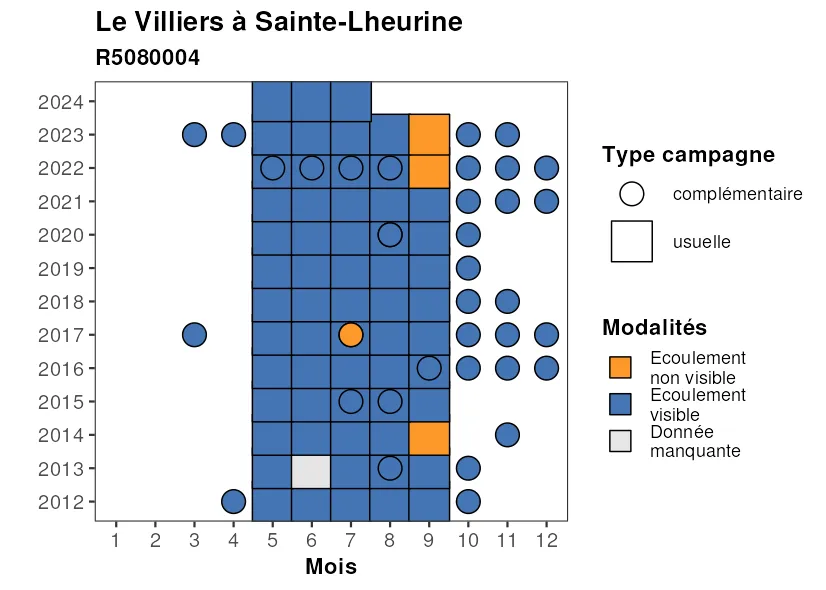 Le Villiers à Sainte-Lheurine
R5080004
2024
2023
2022
2021
2020
2019
2018
2017
2016
2015
2014
2013
2012
1 2 3 4 5 6 7 8 9 10 11 12
Mois
Type campagne
complémentaire
usuelle
Modalités
Ecoulement
non visible
Ecoulement
visible
Donnée
manquante